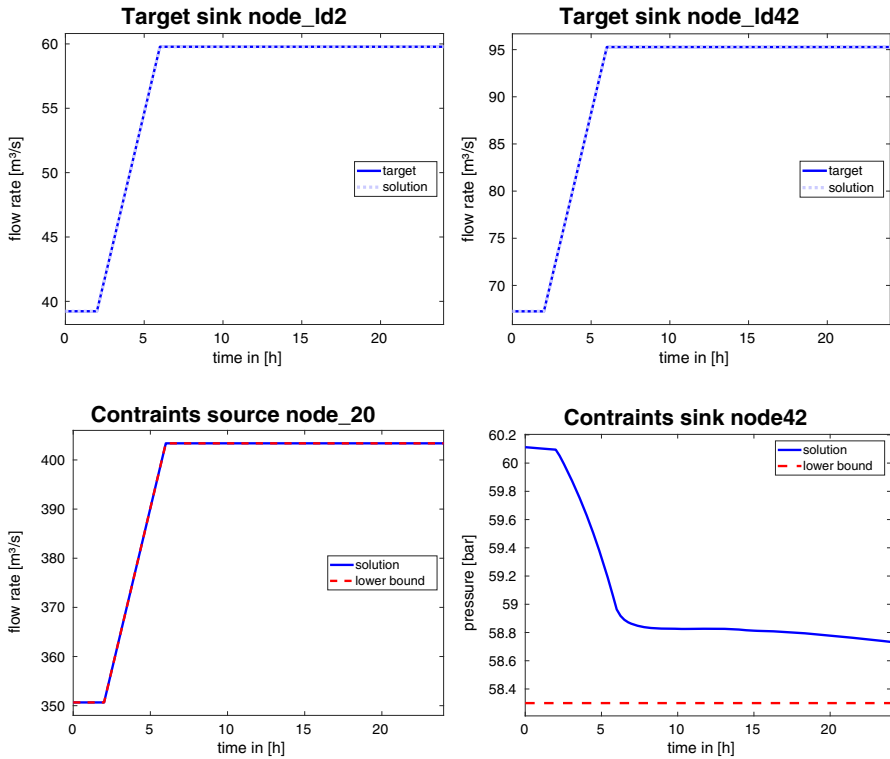 Target sink node_ld2
60
55
50
45
40
flow rate [m³/s]
target
solution
0
5
10
15
20
time in [h]
Target sink node_ld42
95
90
85
80
75
70
flow rate [m³/s]
target
solution
0
5
10
15
20
time in [h]
Contraints source node_20
400
390
380
370
360
350
flow rate [m³/s]
solution
lower bound
0
5
10
15
20
time in [h]
Contraints sink node42
60.2
60
59.8
59.6
59.4
59.2
59
58.8
58.6
58.4
pressure [bar]
solution
lower bound
0
5
10
15
20
time in [h]